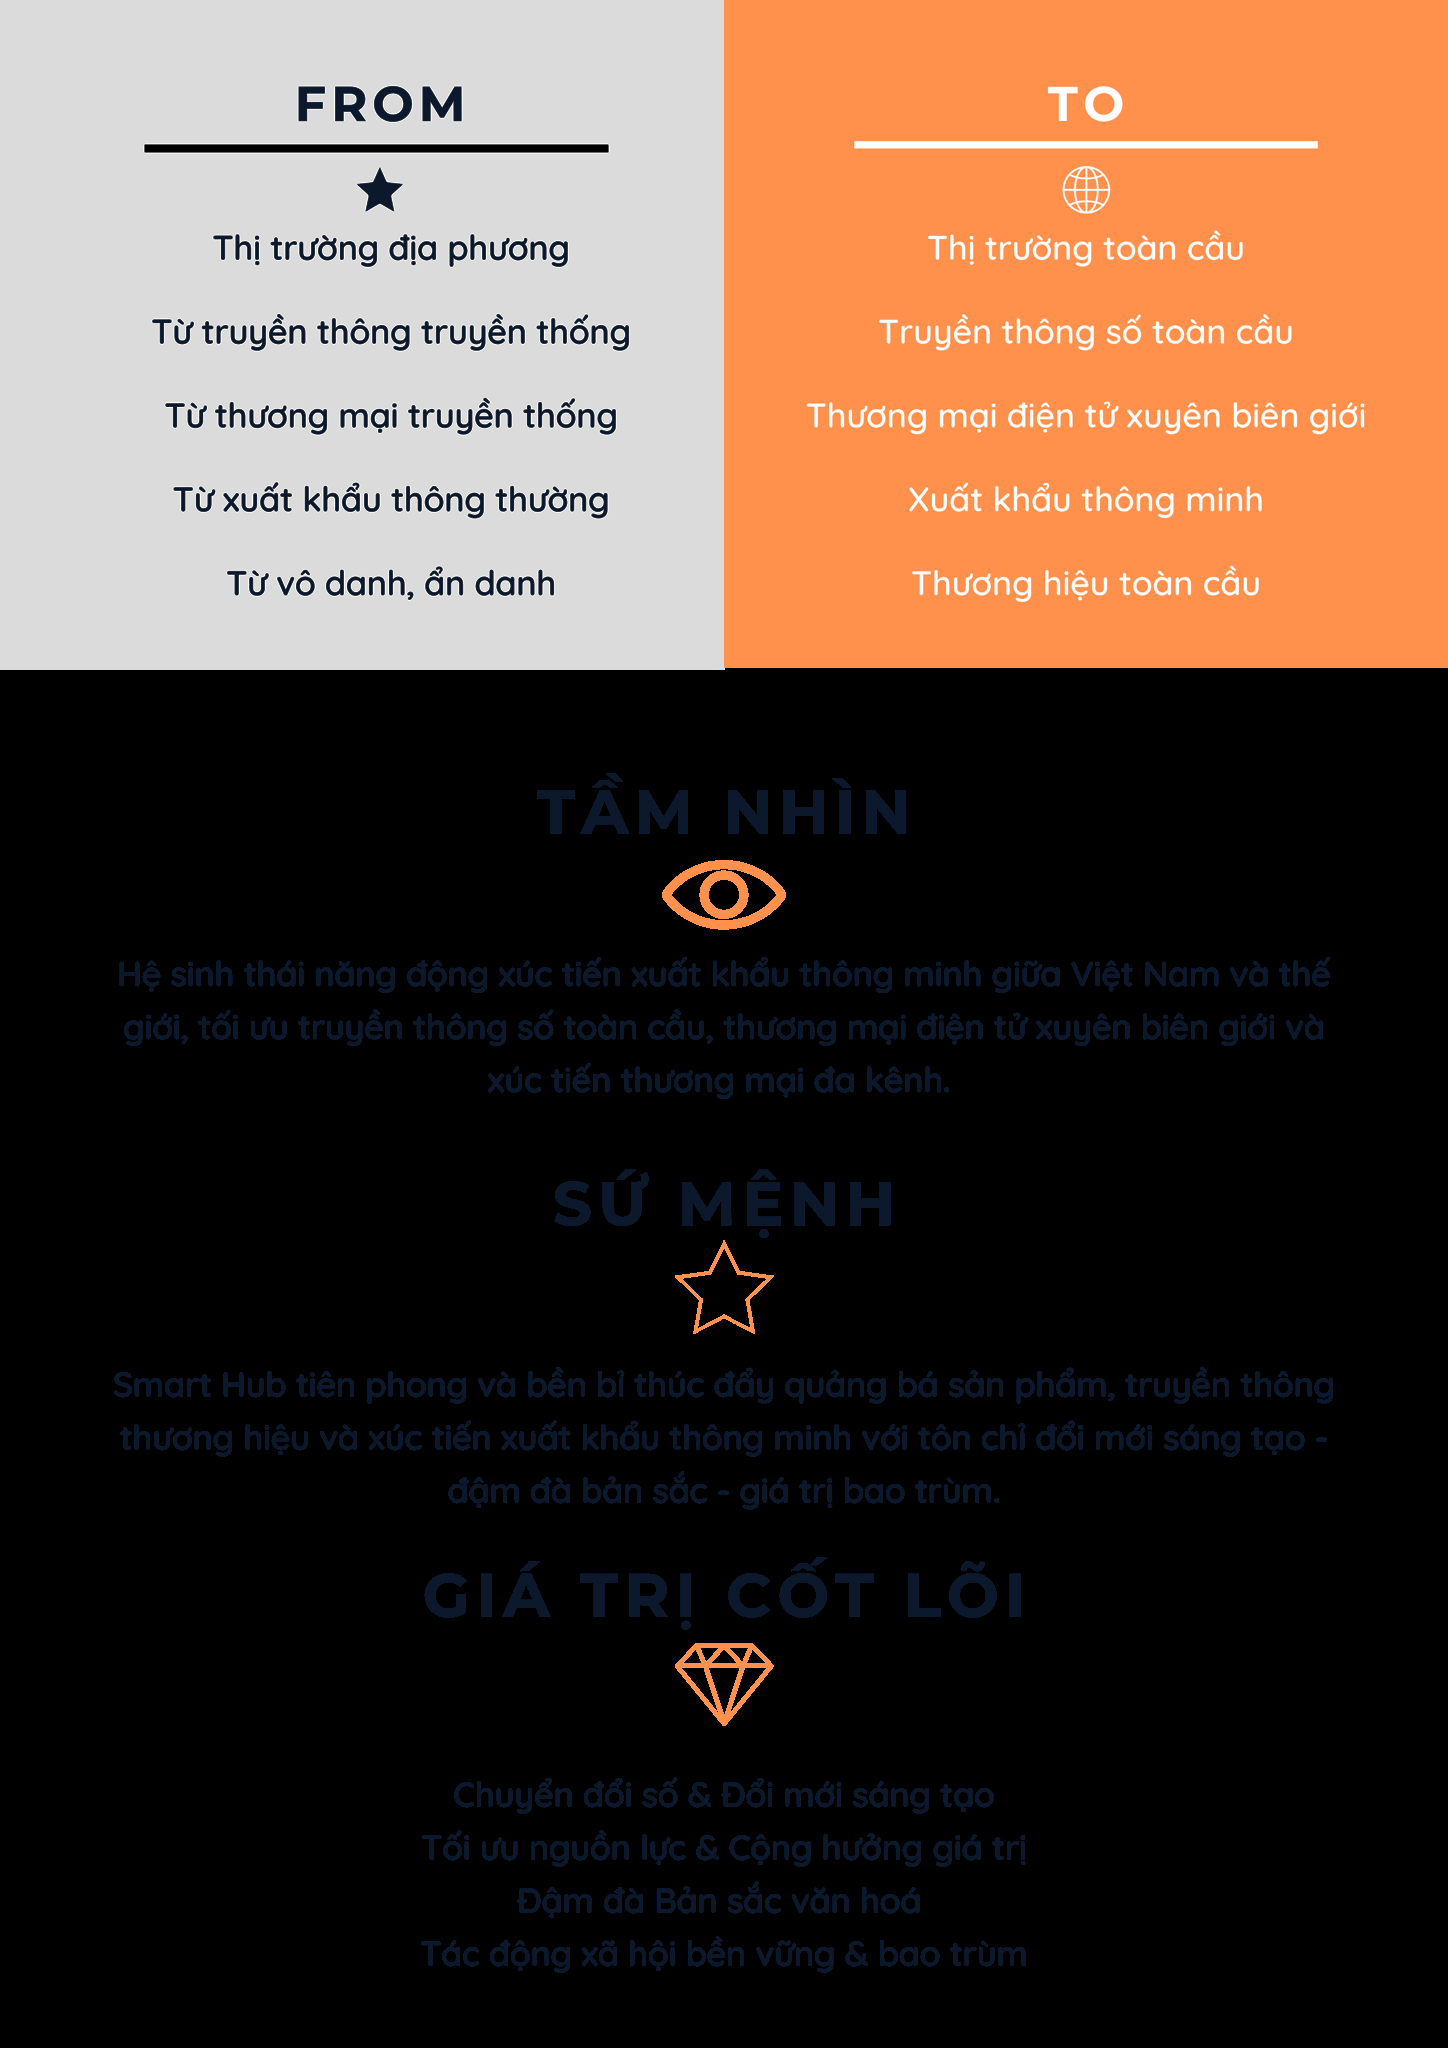 FROM
Thị trường địa phương
Từ truyền thông truyền thống
Từ thương mại truyền thống
Từ xuất khẩu thông thường
Từ vô danh, ẩn danh
TO
Thị trường toàn cầu
Truyền thông số toàn cầu
Thương mại điện tử xuyên biên giới
Xuất khẩu thông minh
Thương hiệu toàn cầu
TẦM NHÌN
Hệ sinh thái năng động xúc tiến xuất khẩu thông minh giữa Việt Nam và thế
giới, tối ưu truyền thông số toàn cầu, thương mại điện tử xuyên biên giới và
xúc tiến thương mại đa kênh.
SỨ MỆNH
Smart Hub tiên phong và bền bỉ thúc đẩy quảng bá sản phẩm, truyền thông
thương hiệu và xúc tiến xuất khẩu thông minh với tôn chỉ đổi mới sáng tạo -
đậm đà bản sắc - giá trị bao trùm.
GIÁ TRỊ CỐT LÕI
Chuyển đổi số & Đổi mới sáng tạo
Tối ưu nguồn lực & Cộng hưởng giá trị
Đậm đà Bản sắc văn hoá
Tác động xã hội bền vững & bao trùm